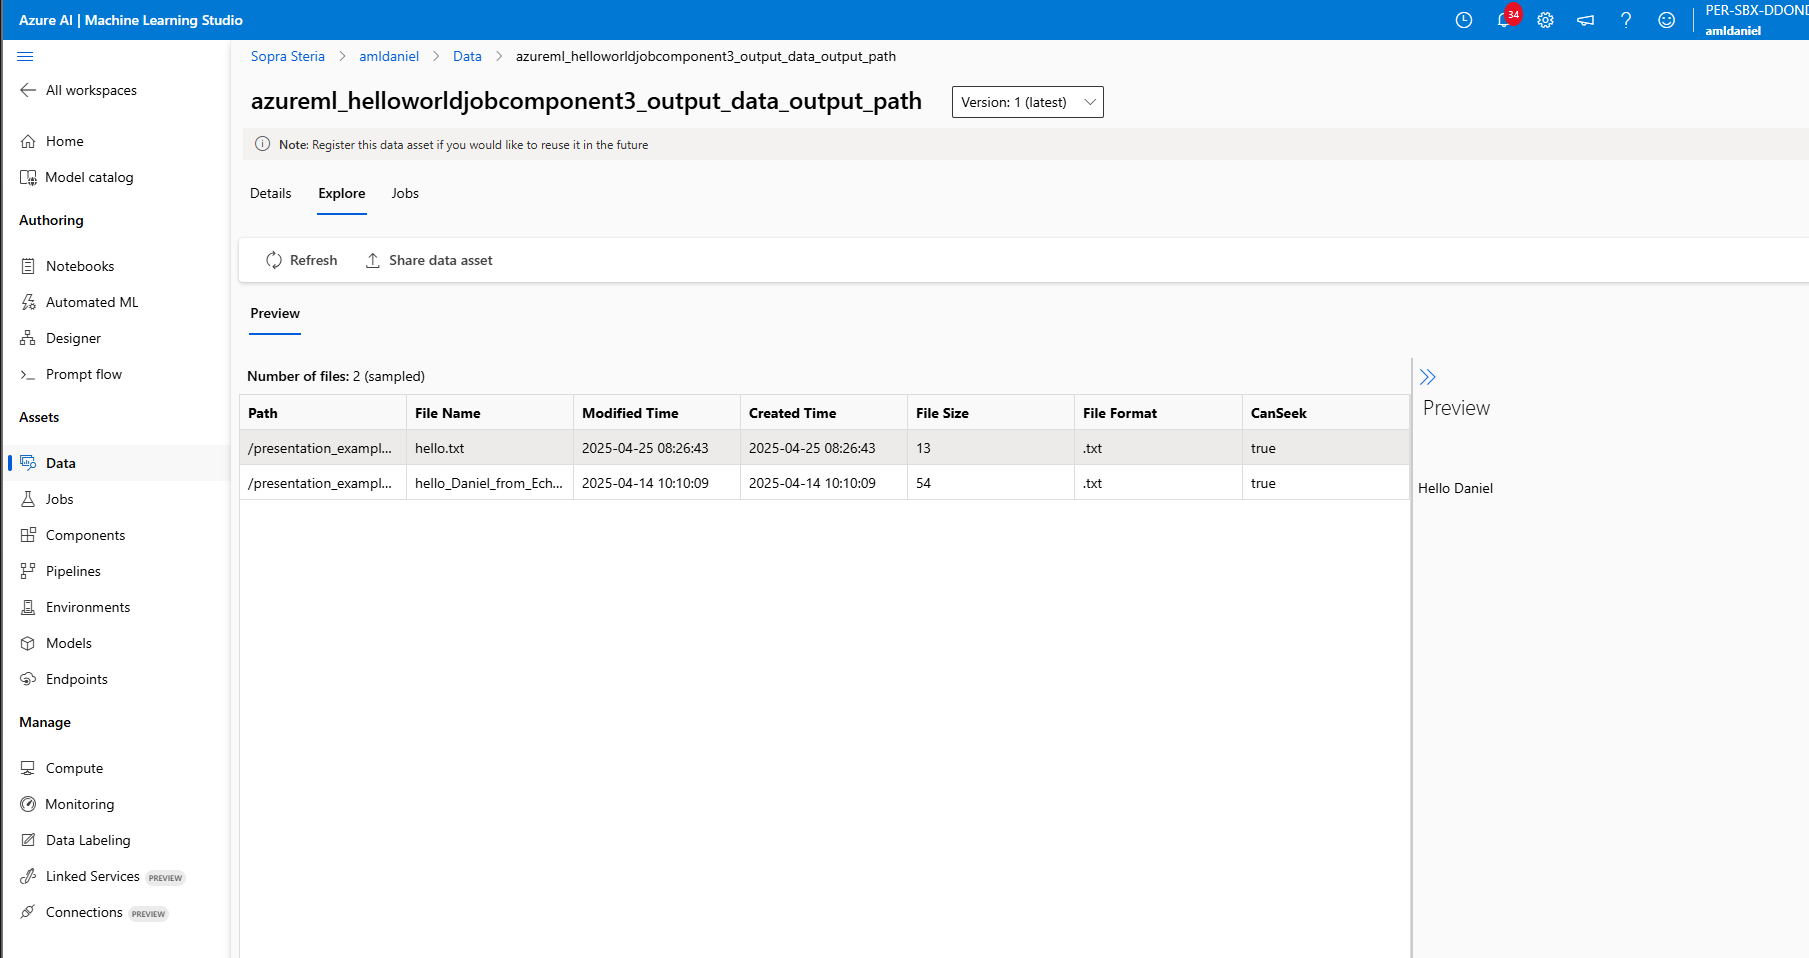 Azure AI | Machine Learning Studio
34
PER-SBX-DDOND
amldaniel
All workspaces
Home
Model catalog
Authoring
Notebooks
Automated ML
Designer
Prompt flow
Assets
Data
Jobs
Components
Pipelines
Environments
Models
Endpoints
Manage
Compute
Monitoring
Data Labeling
Linked Services PREVIEW
Connections PREVIEW
Sopra Steria > amldaniel > Data > azureml_helloworldjobcomponent3_output_data_output_path
azureml_helloworldjobcomponent3_output_data_output_path
Version: 1 (latest)
Note: Register this data asset if you would like to reuse it in the future
Details Explore Jobs
Refresh Share data asset
Preview
Number of files: 2 (sampled)
Path File Name Modified Time Created Time File Size File Format CanSeek
/presentation_exampl... hello.txt 2025-04-25 08:26:43 2025-04-25 08:26:43 13 .txt true
/presentation_exampl... hello_Daniel_from_Ech... 2025-04-14 10:10:09 2025-04-14 10:10:09 54 .txt true
Preview
Hello Daniel